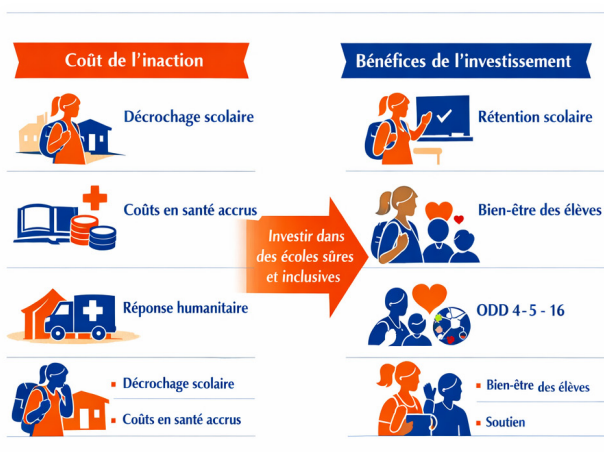 Coût de l'inaction
Bénéfices de l'investissement
Décrochage scolaire
Rétention scolaire
Coûts en santé accrus
Bien-être des élèves
Investir dans
des écoles sûres
et inclusives
Réponse humanitaire
ODD 4 - 5 - 16
▪ Décrochage scolaire
▪ Coûts en santé accrus
▪ Bien-être des élèves
▪ Soutien